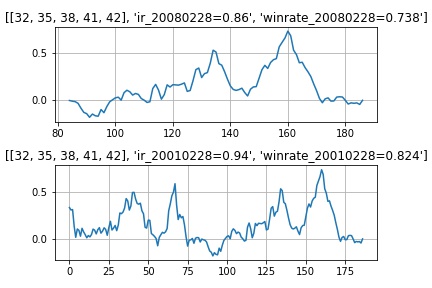 [[32, 35, 38, 41, 42], 'ir_20080228=0.86', 'winrate_20080228=0.738']
0.5
0.0
80 100 120 140 160 180
[[32, 35, 38, 41, 42], 'ir_20010228=0.94', 'winrate_20010228=0.824']
0.5
0.0
0 25 50 75 100 125 150 175